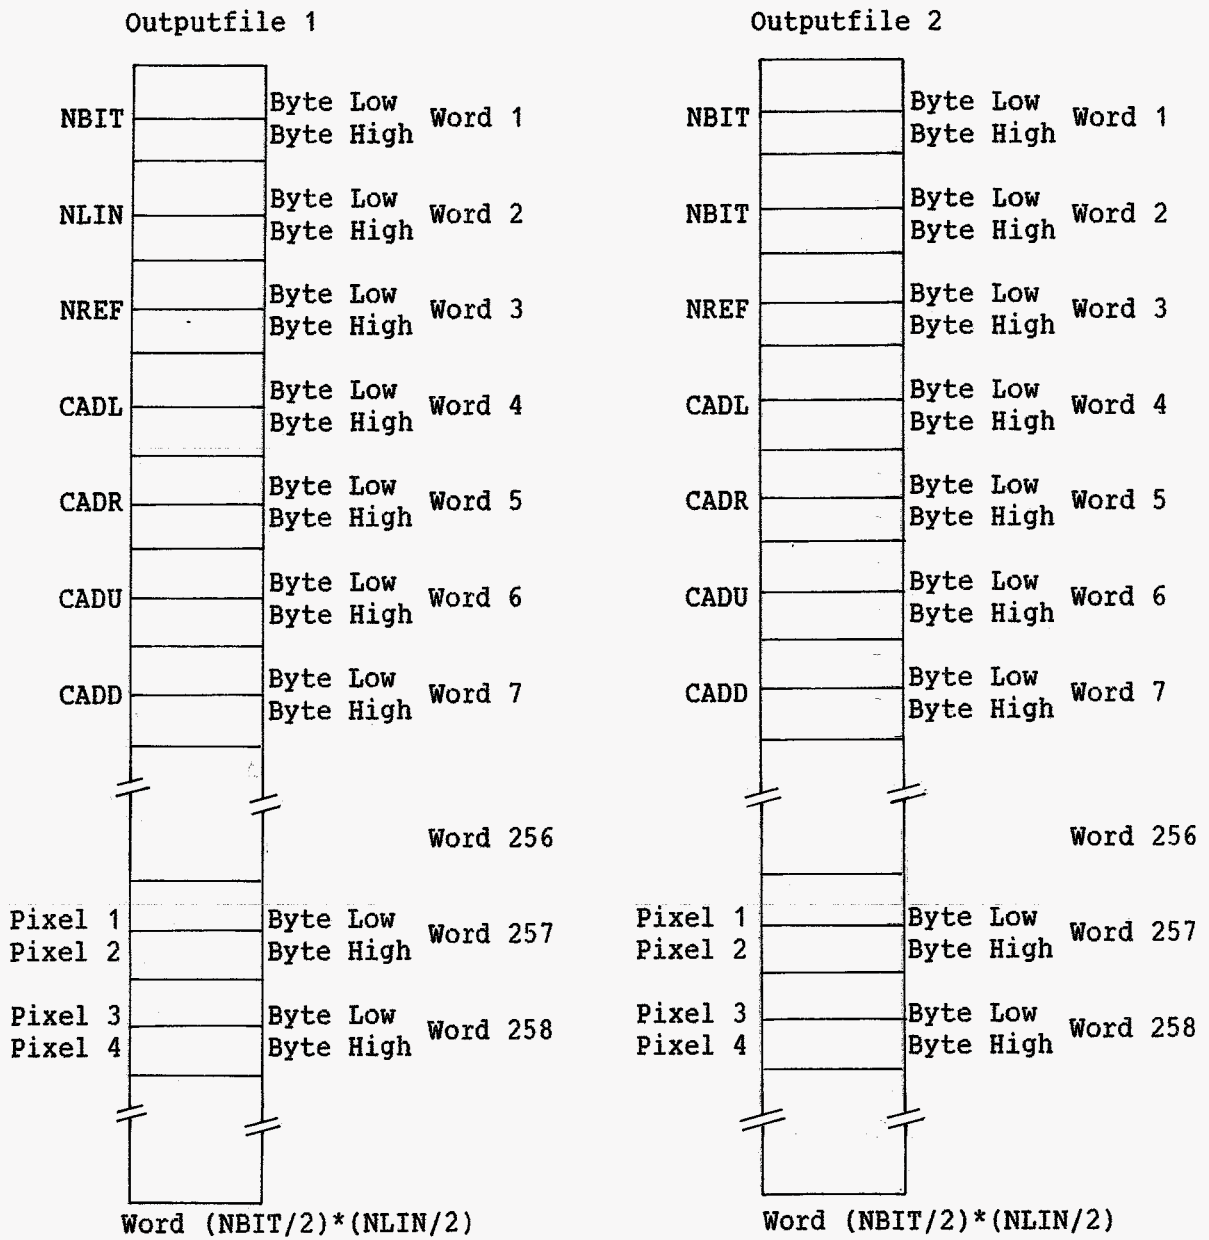 Outputfile 1
NBIT Byte Low
Byte High Word 1
NLIN Byte Low
Byte High Word 2
NREF Byte Low
Byte High Word 3
CADL Byte Low
Byte High Word 4
CADR Byte Low
Byte High Word 5
CADU Byte Low
Byte High Word 6
CADD Byte Low
Byte High Word 7
Word 256
Pixel 1 Byte Low
Pixel 2 Byte High Word 257
Pixel 3 Byte Low
Pixel 4 Byte High Word 258
Word (NBIT/2)*(NLIN/2)
Outputfile 2
NBIT Byte Low
Byte High Word 1
NBIT Byte Low
Byte High Word 2
NREF Byte Low
Byte High Word 3
CADL Byte Low
Byte High Word 4
CADR Byte Low
Byte High Word 5
CADU Byte Low
Byte High Word 6
CADD Byte Low
Byte High Word 7
Word 256
Pixel 1 Byte Low
Pixel 2 Byte High Word 257
Pixel 3 Byte Low
Pixel 4 Byte High Word 258
Word (NBIT/2)*(NLIN/2)